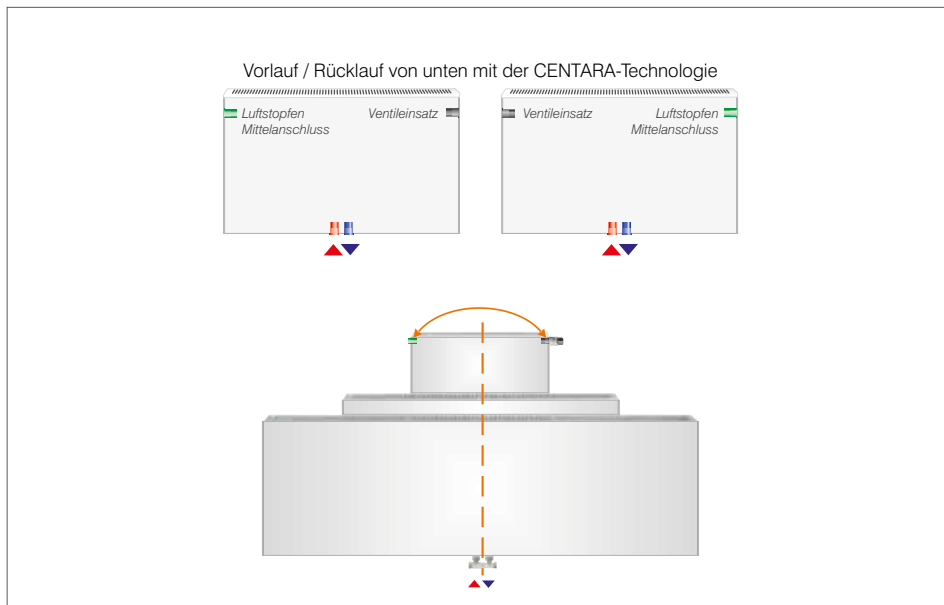 Vorlauf / Rücklauf von unten mit der CENTARA-Technologie
Luftstopfen
Mittelanschluss
Ventileinsatz
Ventileinsatz
Luftstopfen
Mittelanschluss